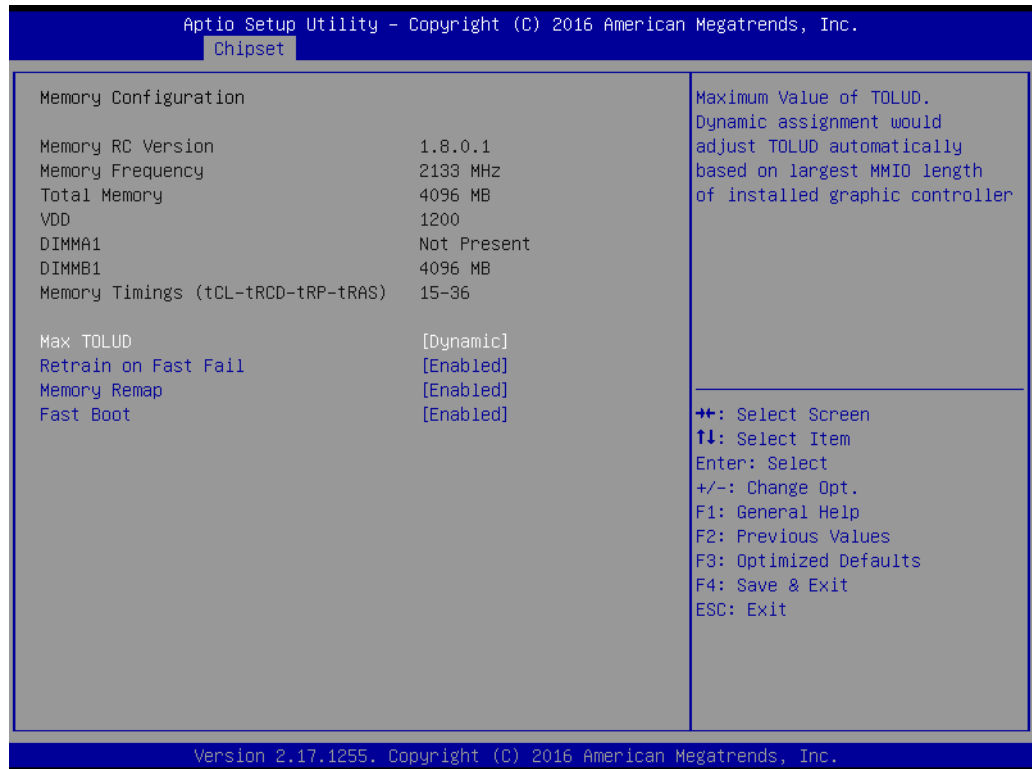 Aptio Setup Utility – Copyright (C) 2016 American Megatrends, Inc.
Chipset
Memory Configuration
Memory RC Version 1.8.0.1
Memory Frequency 2133 MHz
Total Memory 4096 MB
VDD 1200
DIMMA1 Not Present
DIMMB1 4096 MB
Memory Timings (tCL-tRCD-tRP-tRAS) 15-36
Max TOLUD [Dynamic]
Retrain on Fast Fail [Enabled]
Memory Remap [Enabled]
Fast Boot [Enabled]
Maximum Value of TOLUD.
Dynamic assignment would
adjust TOLUD automatically
based on largest MMIO length
of installed graphic controller
→←: Select Screen
↑↓: Select Item
Enter: Select
+/-: Change Opt.
F1: General Help
F2: Previous Values
F3: Optimized Defaults
F4: Save & Exit
ESC: Exit
Version 2.17.1255. Copyright (C) 2016 American Megatrends, Inc.